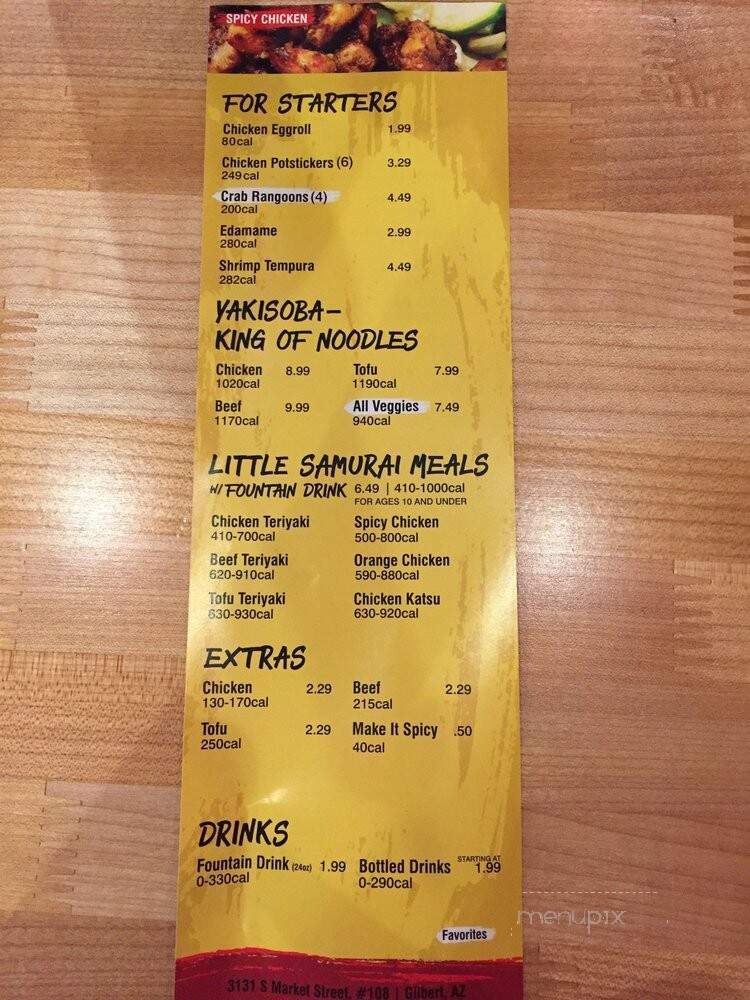 SPICY CHICKEN
FOR STARTERS
Chicken Eggroll 1.99
80cal
Chicken Potstickers (6) 3.29
249cal
Crab Rangoons (4) 4.49
200cal
Edamame 2.99
280cal
Shrimp Tempura 4.49
282cal
YAKISOBA-
KING OF NOODLES
Chicken 8.99 Tofu 7.99
1020cal 1190cal
Beef 9.99 All Veggies 7.49
1170cal 940cal
LITTLE SAMURAI MEALS
W/ FOUNTAIN DRINK 6.49 | 410-1000cal
FOR AGES 10 AND UNDER
Chicken Teriyaki Spicy Chicken
410-700cal 500-800cal
Beef Teriyaki Orange Chicken
620-910cal 590-880cal
Tofu Teriyaki Chicken Katsu
630-930cal 630-920cal
EXTRAS
Chicken 2.29 Beef 2.29
130-170cal 215cal
Tofu 2.29 Make It Spicy .50
250cal 40cal
DRINKS
STARTING AT
Fountain Drink (24oz) 1.99 Bottled Drinks 1.99
0-330cal 0-290cal
menupix
Favorites
3131 S Market Street, #108 | Gilbert, AZ